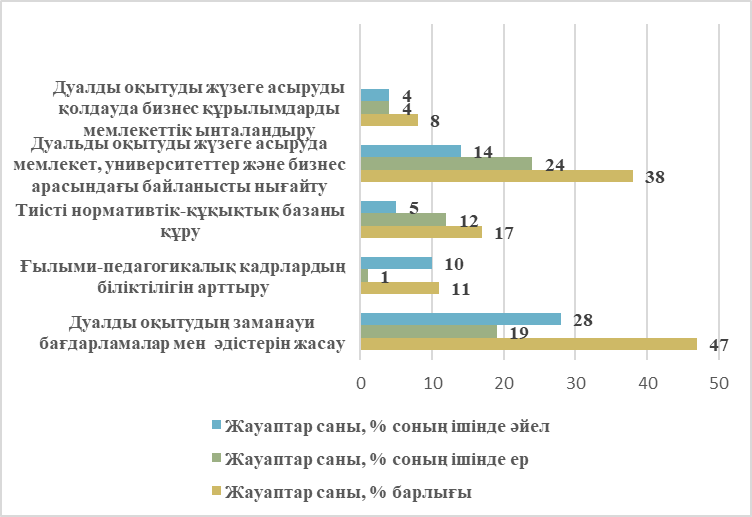 Дуалды оқытуды жүзеге асыруды
қолдауда бизнес құрылымдарды
мемлекеттік ынталандыру
4
4
8
Дуальды оқытуды жүзеге асыруда
мемлекет, университеттер және бизнес
арасындағы байланысты нығайту
14
24
38
Тиісті нормативтік-құқықтық базаны
құру
5
12
17
Ғылыми-педагогикалық кадрлардың
біліктілігін арттыру
10
1
11
Дуалды оқытудың заманауи
бағдарламалар мен әдістерін жасау
28
19
47
0 10 20 30 40 50
Жауаптар саны, % соның ішінде әйел
Жауаптар саны, % соның ішінде ер
Жауаптар саны, % барлығы